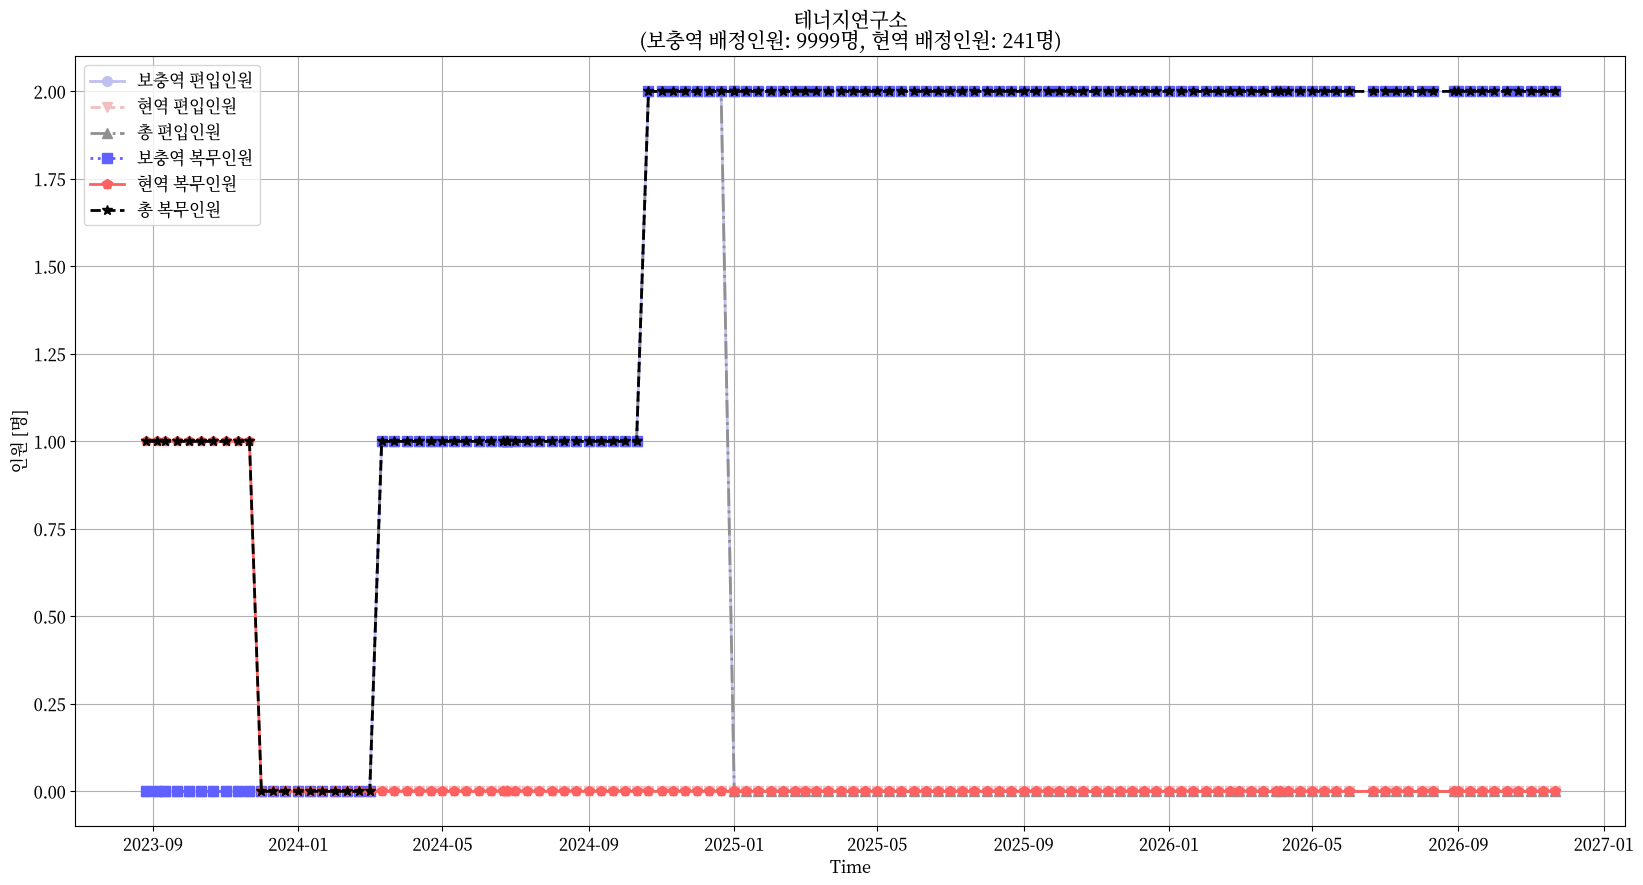 테너지연구소
(보충역 배정인원: 9999명, 현역 배정인원: 241명)
보충역 편입인원
현역 편입인원
총 편입인원
보충역 복무인원
현역 복무인원
총 복무인원
인원 [명]
2.00
1.75
1.50
1.25
1.00
0.75
0.50
0.25
0.00
2023-09
2024-01
2024-05
2024-09
2025-01
2025-05
2025-09
2026-01
2026-05
2026-09
2027-01
Time